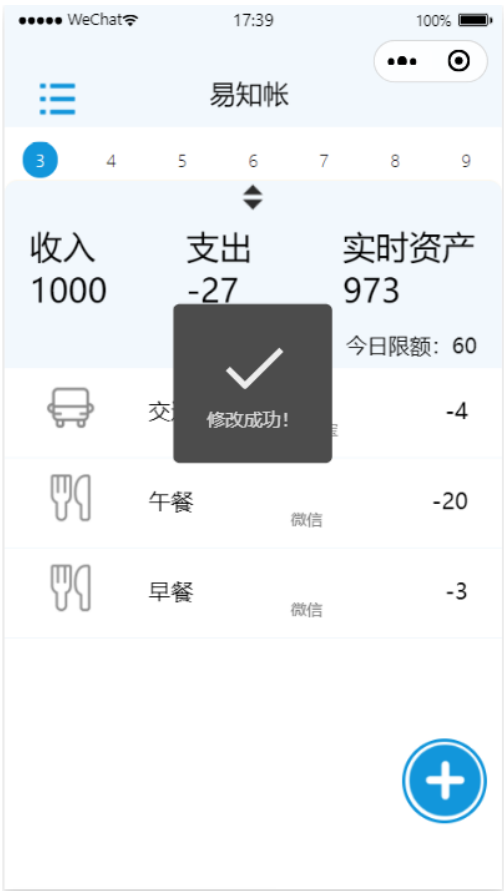 WeChat 17:39 100%
易知帐
3 4 5 6 7 8 9
收入 支出 实时资产
1000 -27 973
今日限额：60
修改成功！
-4
午餐 微信 -20
早餐 微信 -3